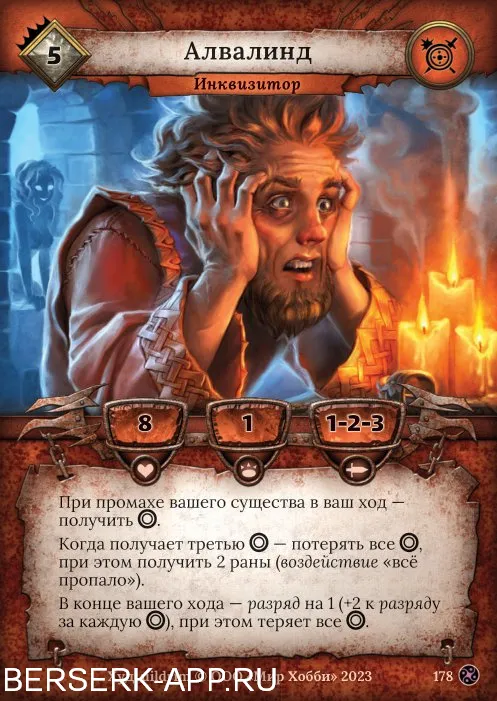 5
Алвалинд
Инквизитор
8
1
1-2-3
При промахе вашего существа в ваш ход —
получить .
Когда получает третью — потерять все ,
при этом получить 2 раны (воздействие «всё
пропало»).
В конце вашего хода — разряд на 1 (+2 к разряду
за каждую ), при этом теряет все .
© ООО «Мир Хобби» 2023
178
BERSERK-APP.RU